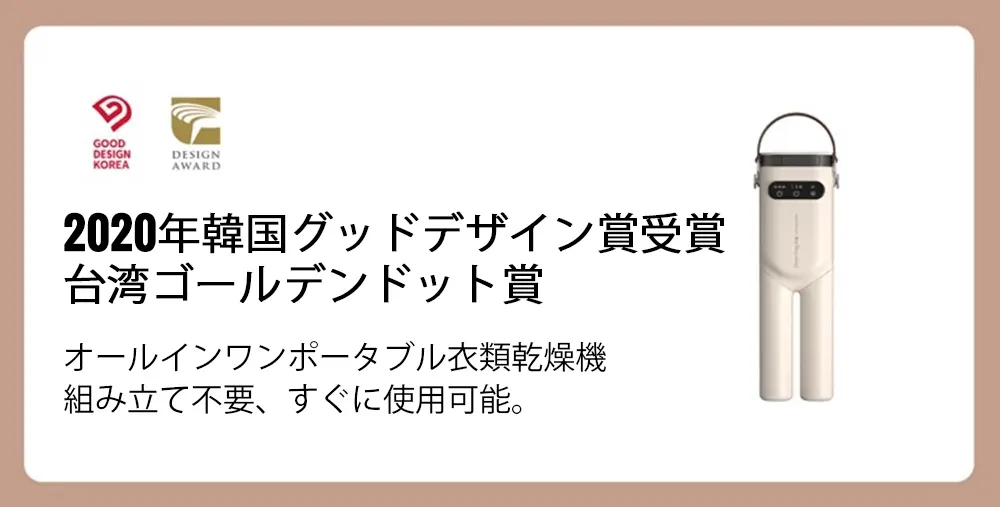 GOOD
DESIGN
KOREA
DESIGN
AWARD
2020年韓国グッドデザイン賞受賞
台湾ゴールデンドット賞
オールインワンポータブル衣類乾燥機
組み立て不要、すぐに使用可能。